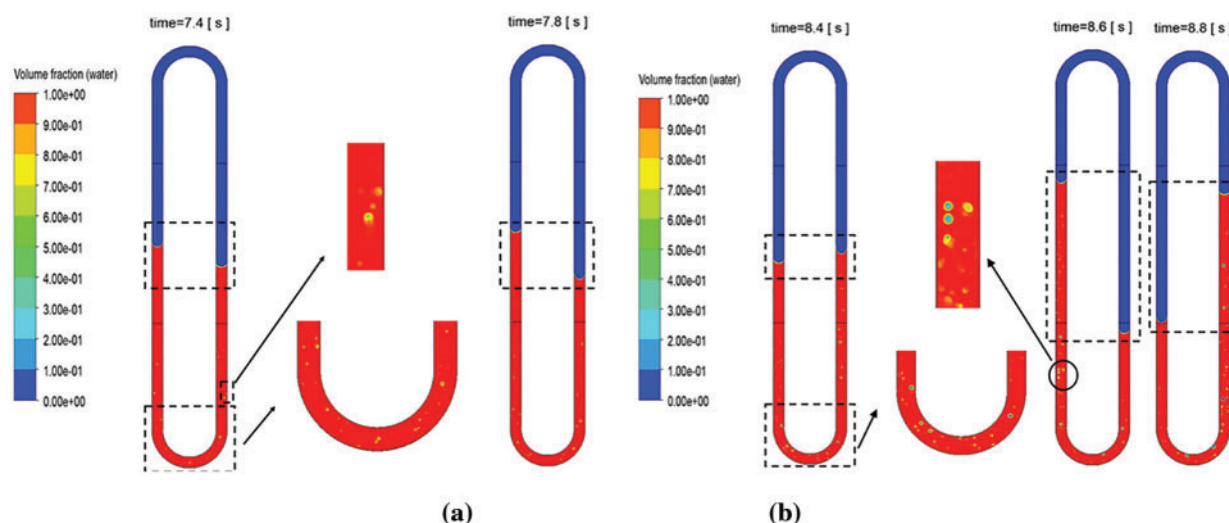 time=7.4 [ s ]
time=7.8 [ s ]
Volume fraction (water)
1.00e+00
9.00e-01
8.00e-01
7.00e-01
6.00e-01
5.00e-01
4.00e-01
3.00e-01
2.00e-01
1.00e-01
0.00e+00
(a)
time=8.4 [ s ]
time=8.6 [ s ]
time=8.8 [ s ]
Volume fraction (water)
1.00e+00
9.00e-01
8.00e-01
7.00e-01
6.00e-01
5.00e-01
4.00e-01
3.00e-01
2.00e-01
1.00e-01
0.00e+00
(b)